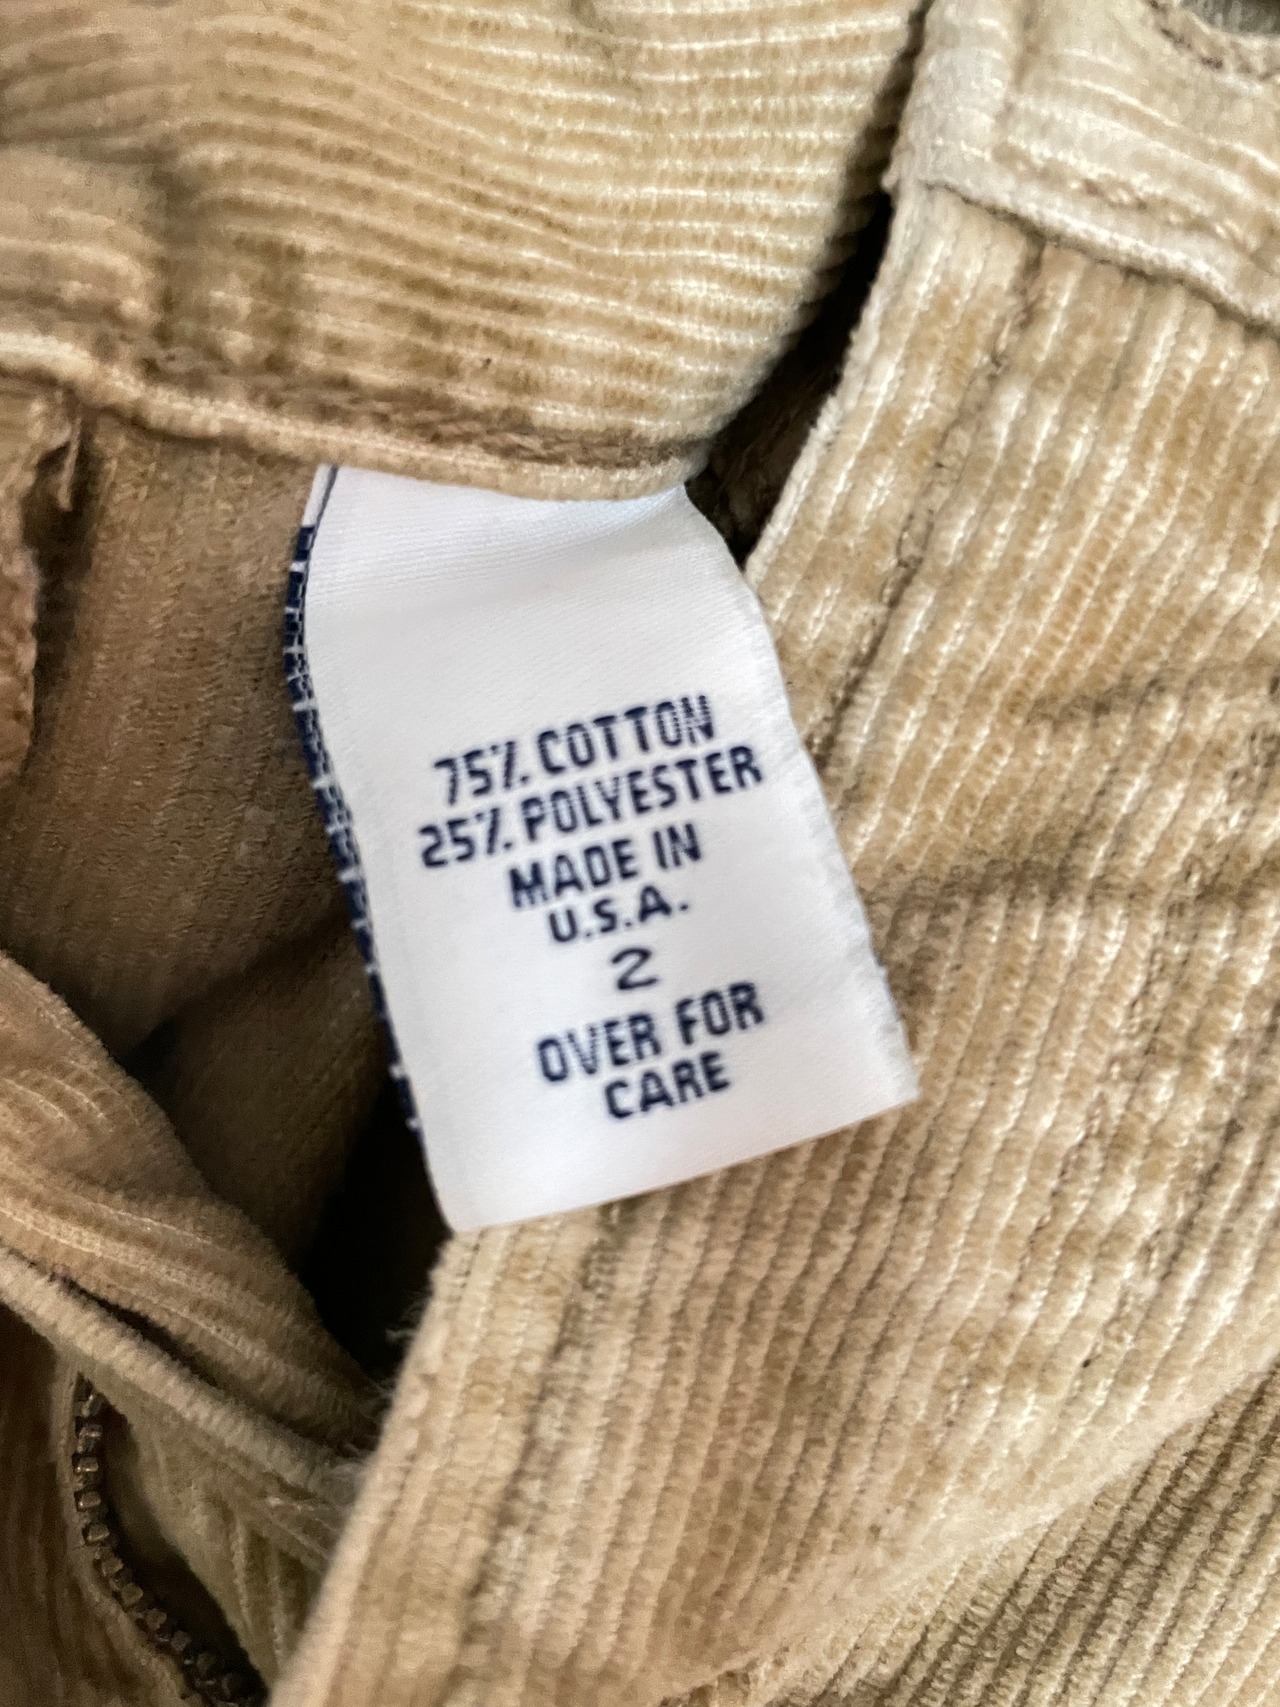 75% COTTON
25% POLYESTER
MADE IN
U.S.A.
2
OVER FOR
CARE